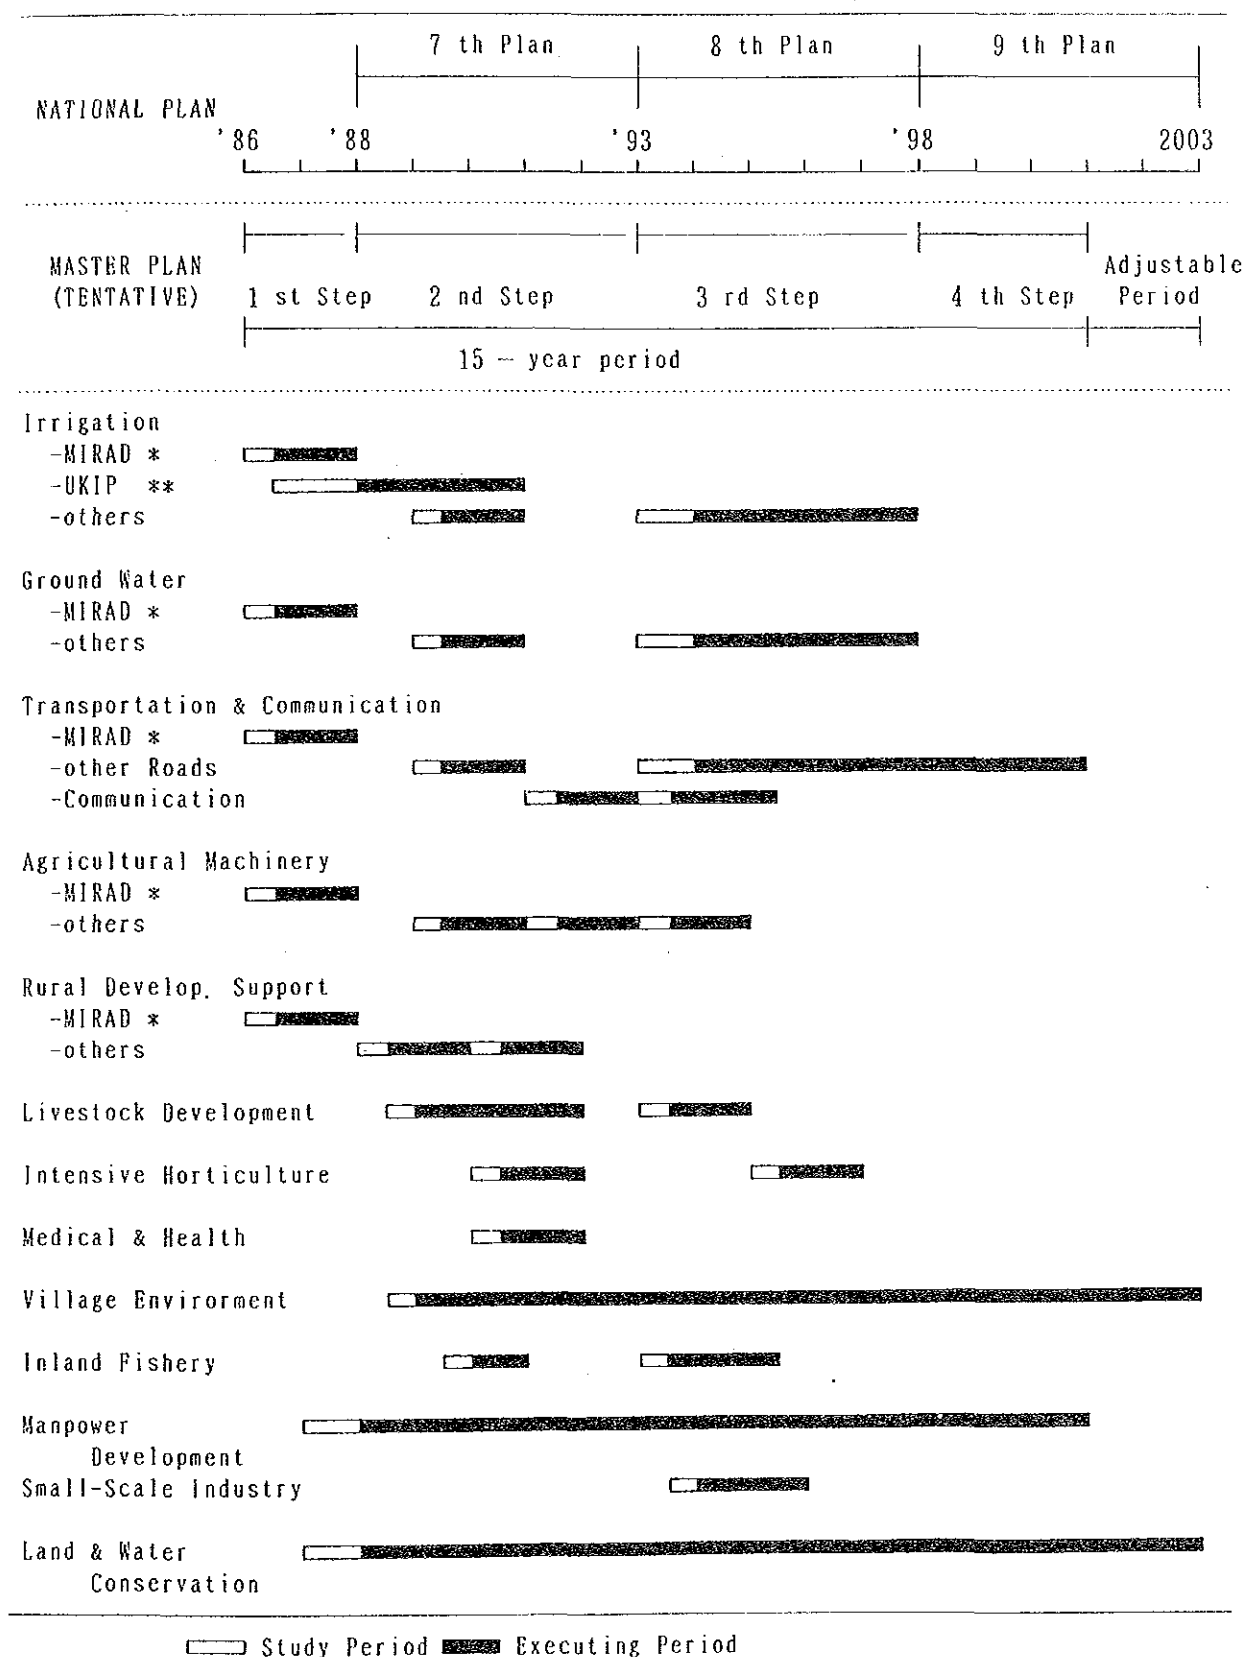 7 th Plan 8 th Plan 9 th Plan
NATIONAL PLAN
'86 '88 '93 '98 2003
MASTER PLAN Adjustable
(TENTATIVE) 1 st Step 2 nd Step 3 rd Step 4 th Step Period
15 - year period
Irrigation
-MIRAD *
-UKIP **
-others
Ground Water
-MIRAD *
-others
Transportation & Communication
-MIRAD *
-other Roads
-Communication
Agricultural Machinery
-MIRAD *
-others
Rural Develop. Support
-MIRAD *
-others
Livestock Development
Intensive Horticulture
Medical & Health
Village Envirorment
Inland Fishery
Manpower
Development
Small-Scale Industry
Land & Water
Conservation
Study Period Executing Period